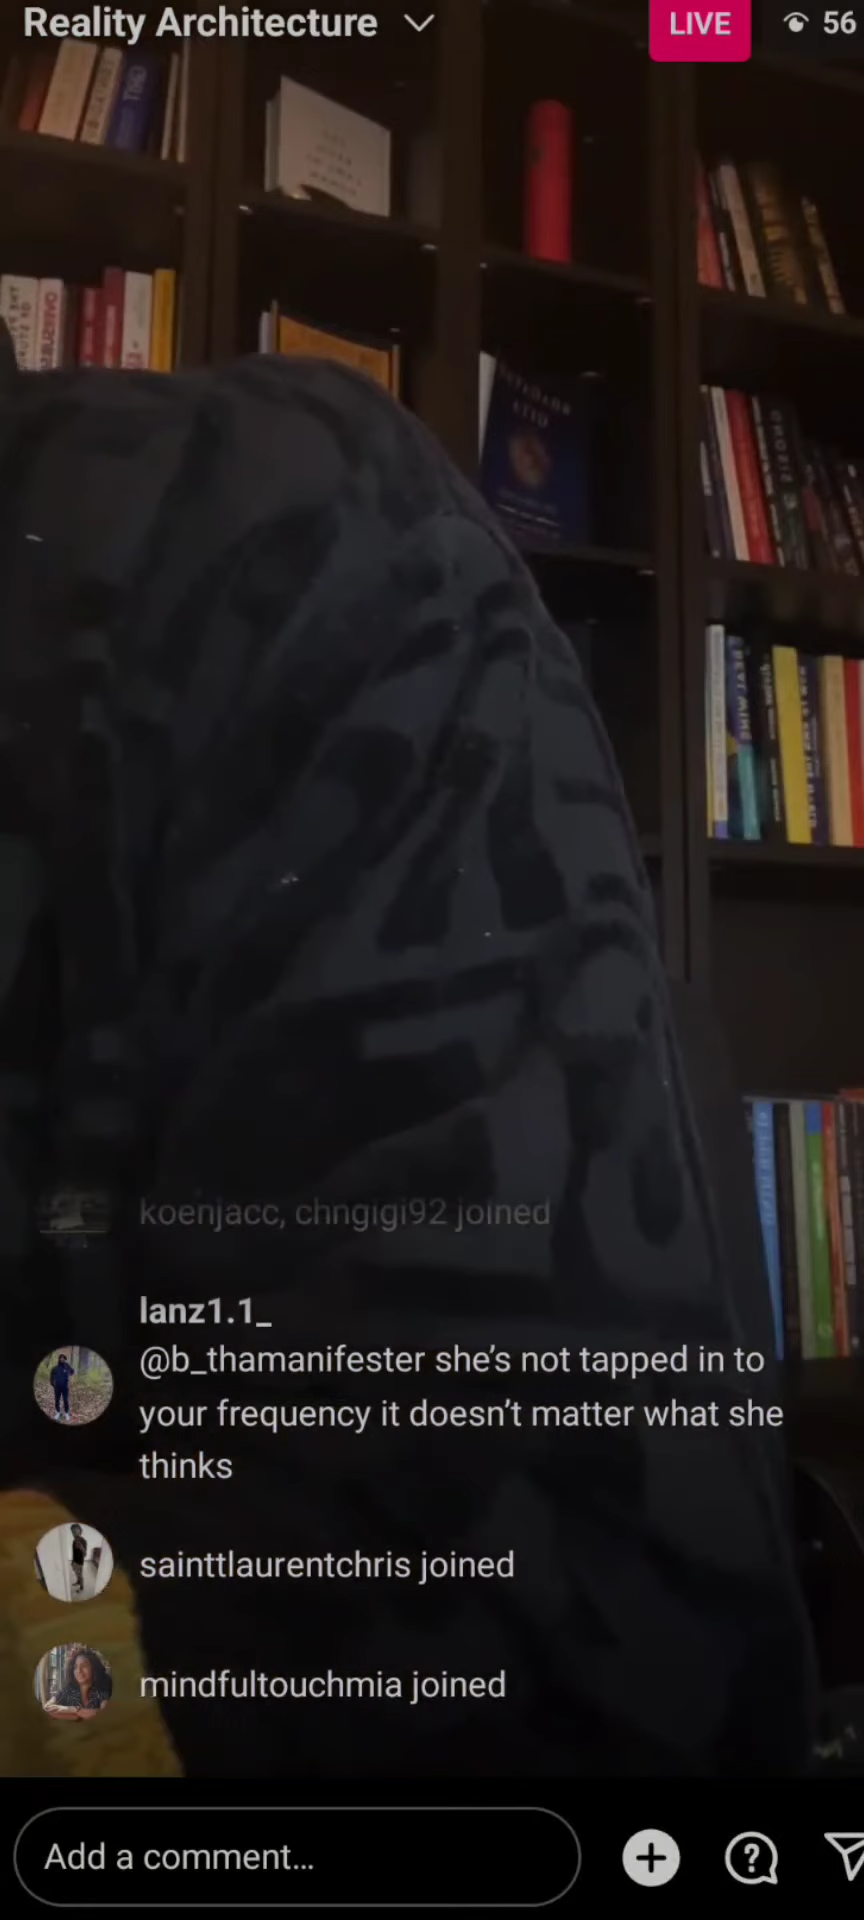 Reality Architecture
LIVE
56
koenjacc, chngigi92 joined
lanz1.1_
@b_thamanifester she's not tapped in to
your frequency it doesn't matter what she
thinks
sainttlaurentchris joined
mindfultouchmia joined
Add a comment...